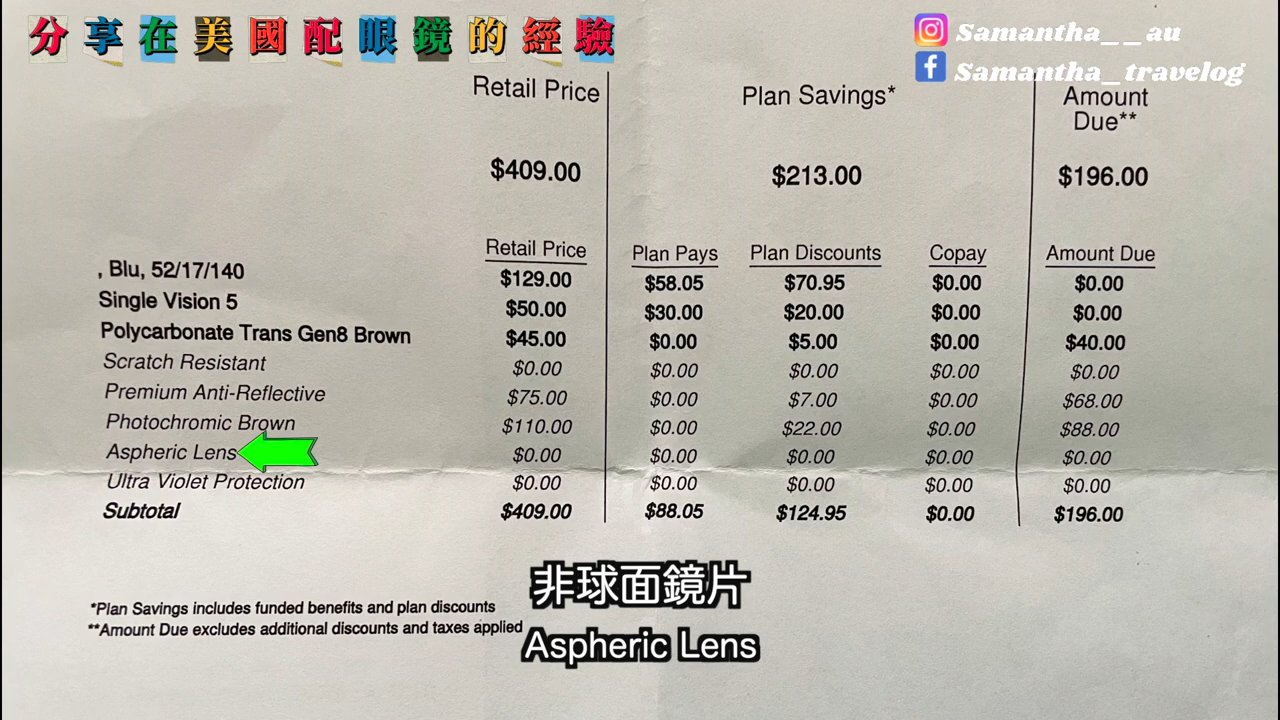 分享在美國配眼鏡的經驗
Samantha__au
Samantha_travelog
Retail Price Plan Savings* Amount Due**
$409.00 $213.00 $196.00
Retail Price Plan Pays Plan Discounts Copay Amount Due
, Blu, 52/17/140 $129.00 $58.05 $70.95 $0.00 $0.00
Single Vision 5 $50.00 $30.00 $20.00 $0.00 $0.00
Polycarbonate Trans Gen8 Brown $45.00 $0.00 $5.00 $0.00 $40.00
Scratch Resistant $0.00 $0.00 $0.00 $0.00 $0.00
Premium Anti-Reflective $75.00 $0.00 $7.00 $0.00 $68.00
Photochromic Brown $110.00 $0.00 $22.00 $0.00 $88.00
Aspheric Lens $0.00 $0.00 $0.00 $0.00 $0.00
Ultra Violet Protection $0.00 $0.00 $0.00 $0.00 $0.00
Subtotal $409.00 $88.05 $124.95 $0.00 $196.00
*Plan Savings includes funded benefits and plan discounts
**Amount Due excludes additional discounts and taxes applied
非球面鏡片
Aspheric Lens